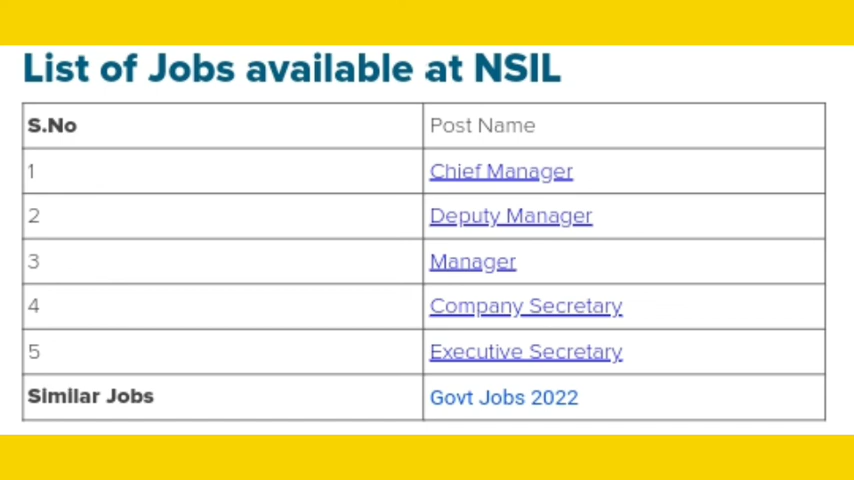 List of Jobs available at NSIL
S.No Post Name
1 Chief Manager
2 Deputy Manager
3 Manager
4 Company Secretary
5 Executive Secretary
Similar Jobs Govt Jobs 2022